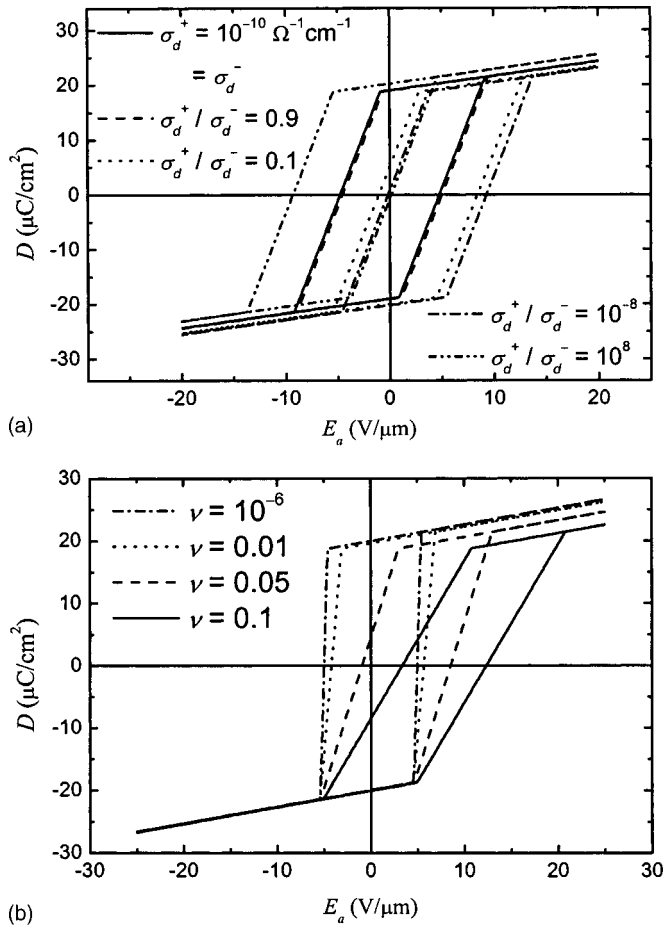 30
20
10
0
-10
-20
-30
D (μC/cm²)
σd⁺ = 10⁻¹⁰ Ω⁻¹cm⁻¹
= σd⁻
σd⁺ / σd⁻ = 0.9
σd⁺ / σd⁻ = 0.1
σd⁺ / σd⁻ = 10⁻⁸
σd⁺ / σd⁻ = 10⁸
-20 -10 0 10 20
(a)
Ea (V/μm)
30
20
10
0
-10
-20
-30
D (μC/cm²)
ν = 10⁻⁶
ν = 0.01
ν = 0.05
ν = 0.1
-30 -20 -10 0 10 20 30
(b)
Ea (V/μm)